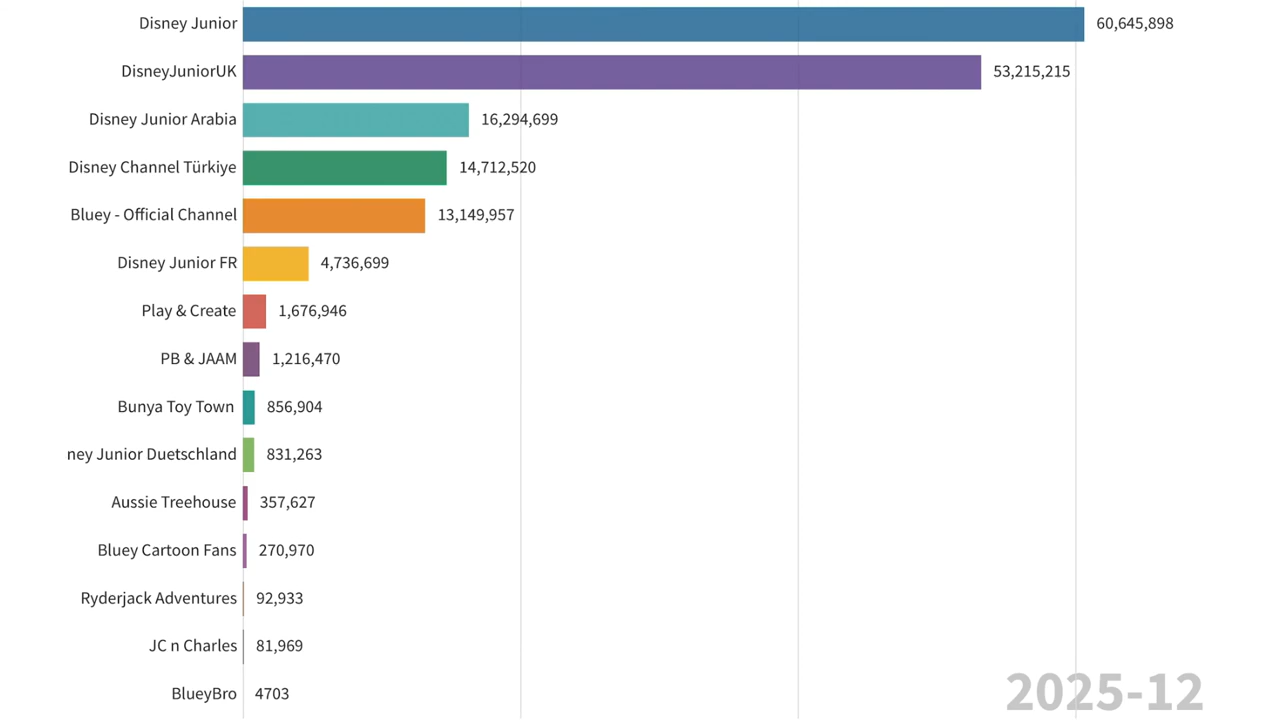 Disney Junior 60,645,898
DisneyJuniorUK 53,215,215
Disney Junior Arabia 16,294,699
Disney Channel Türkiye 14,712,520
Bluey - Official Channel 13,149,957
Disney Junior FR 4,736,699
Play & Create 1,676,946
PB & JAAM 1,216,470
Bunya Toy Town 856,904
ney Junior Duetschland 831,263
Aussie Treehouse 357,627
Bluey Cartoon Fans 270,970
Ryderjack Adventures 92,933
JC n Charles 81,969
BlueyBro 4703
2025-12